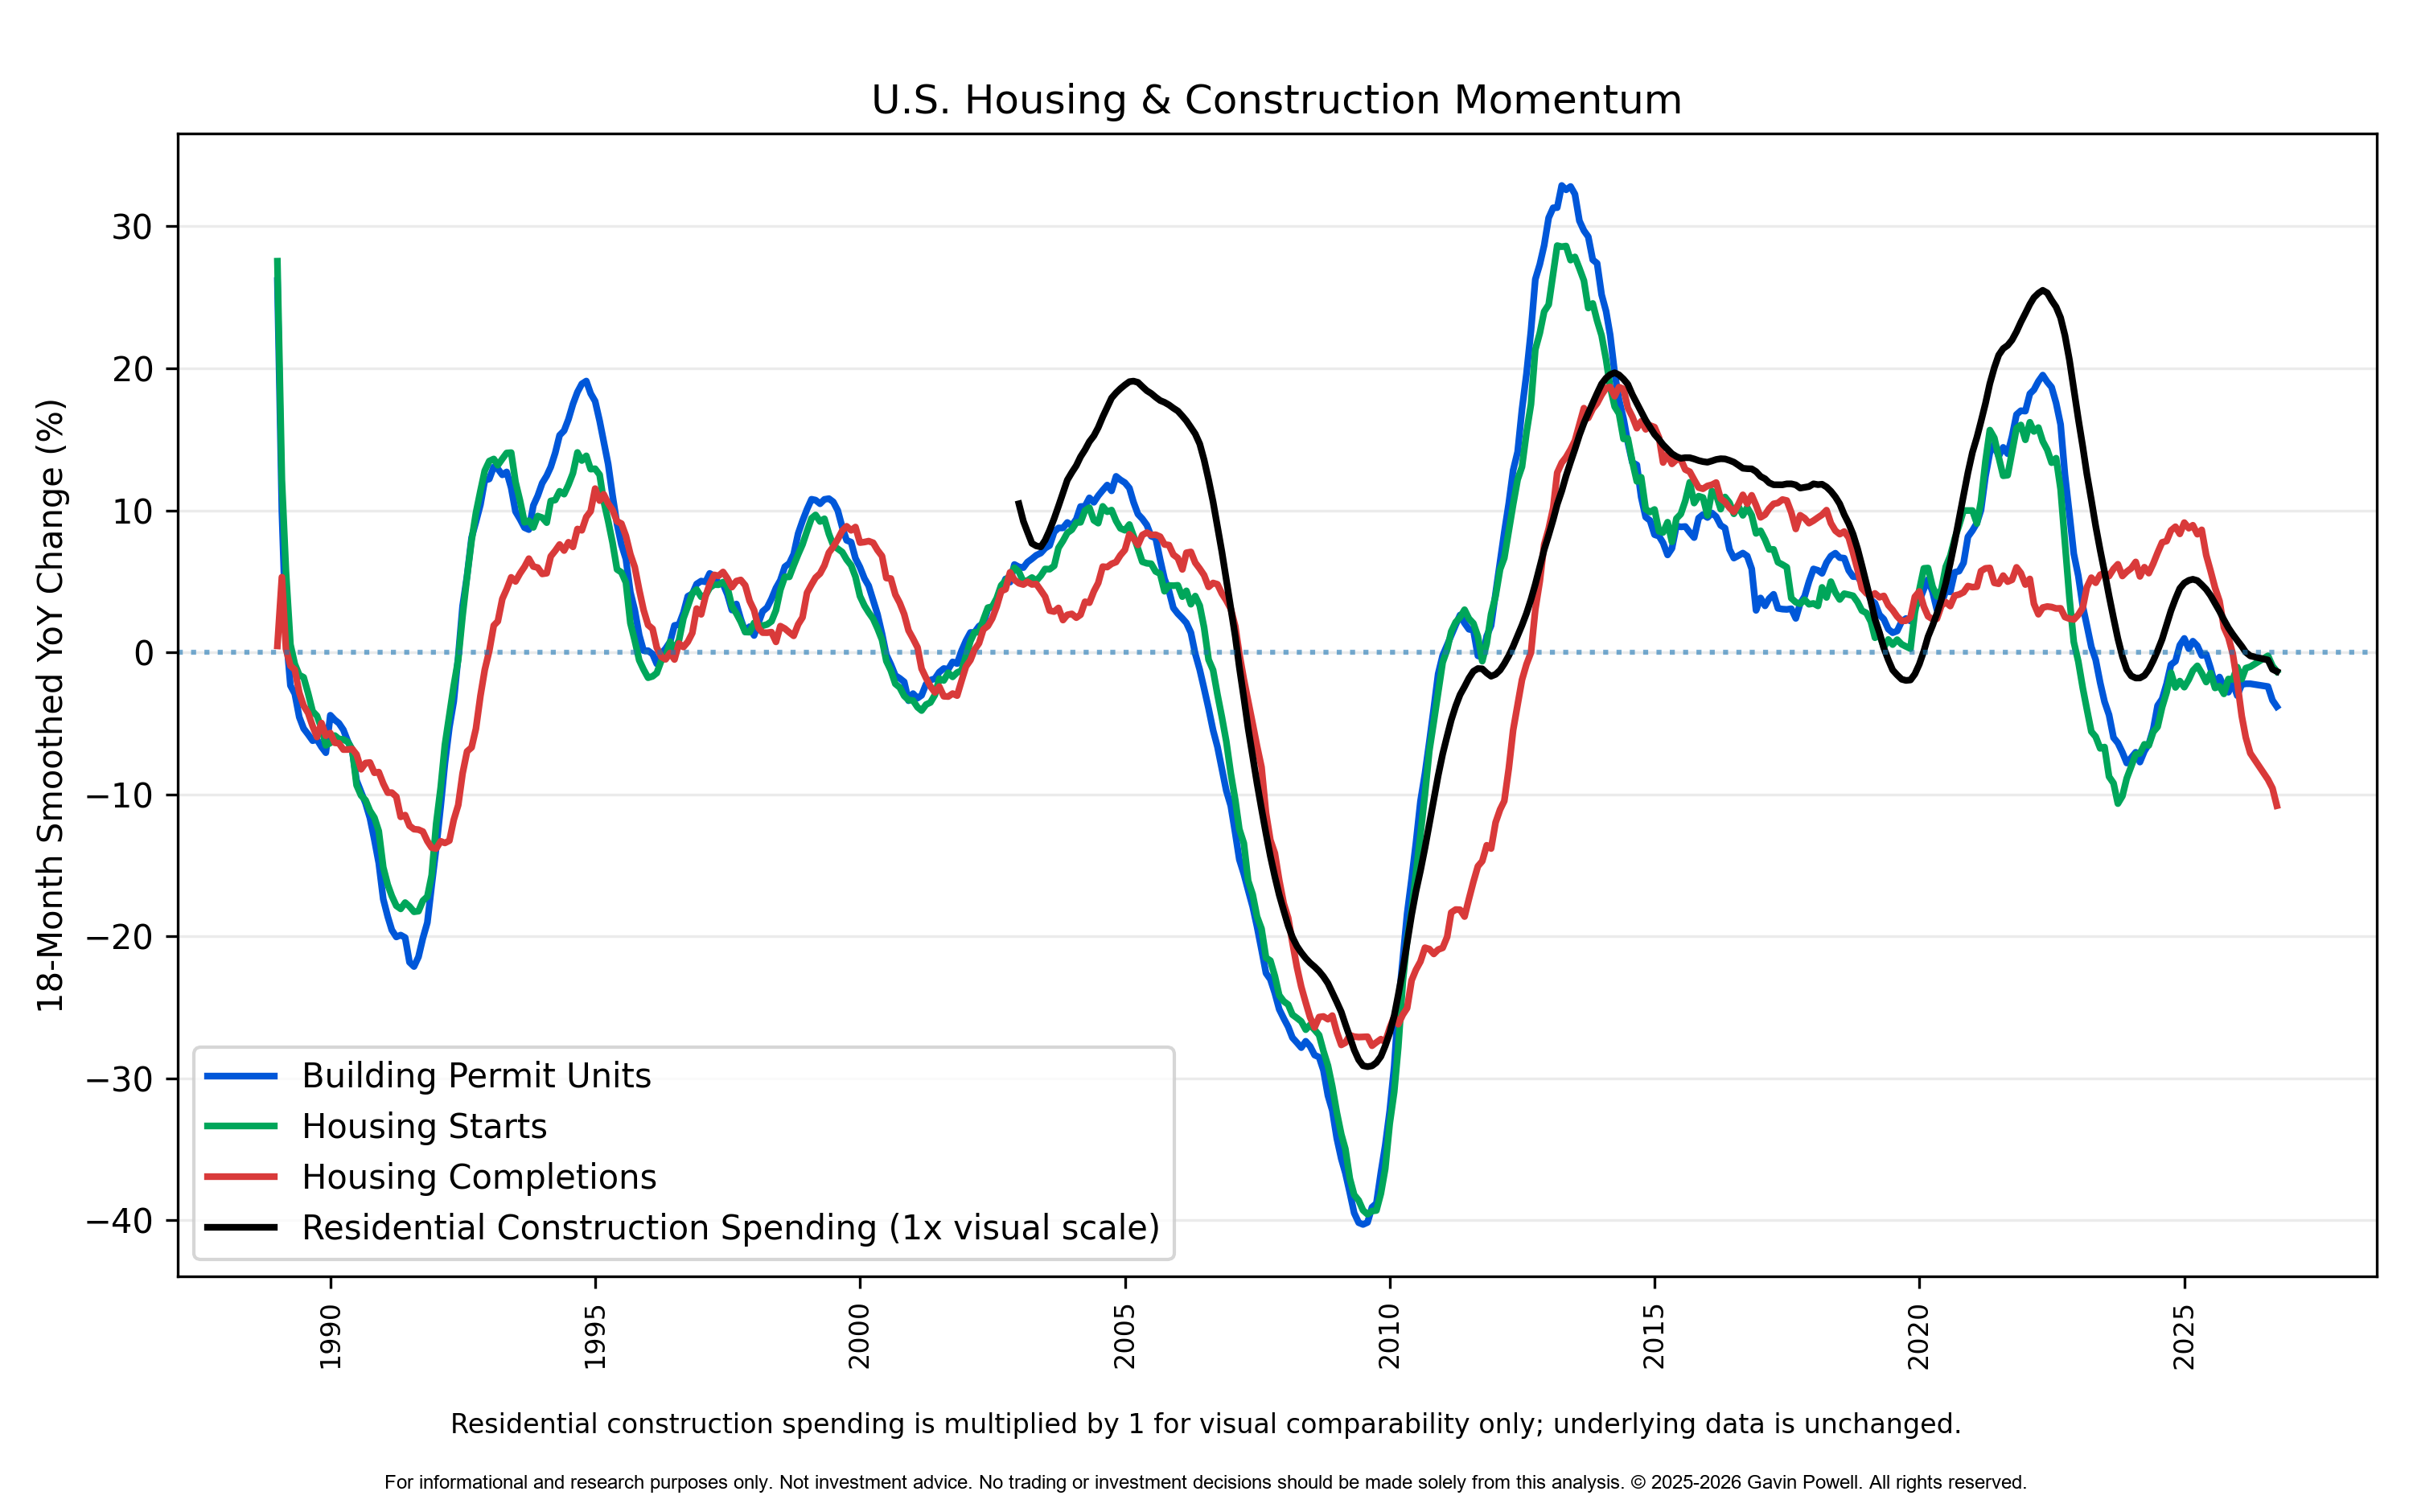 U.S. Housing & Construction Momentum
18-Month Smoothed YoY Change (%)
30
20
10
0
−10
−20
−30
−40
Building Permit Units
Housing Starts
Housing Completions
Residential Construction Spending (1x visual scale)
1990
1995
2000
2005
2010
2015
2020
2025
Residential construction spending is multiplied by 1 for visual comparability only; underlying data is unchanged.
For informational and research purposes only. Not investment advice. No trading or investment decisions should be made solely from this analysis. © 2025-2026 Gavin Powell. All rights reserved.